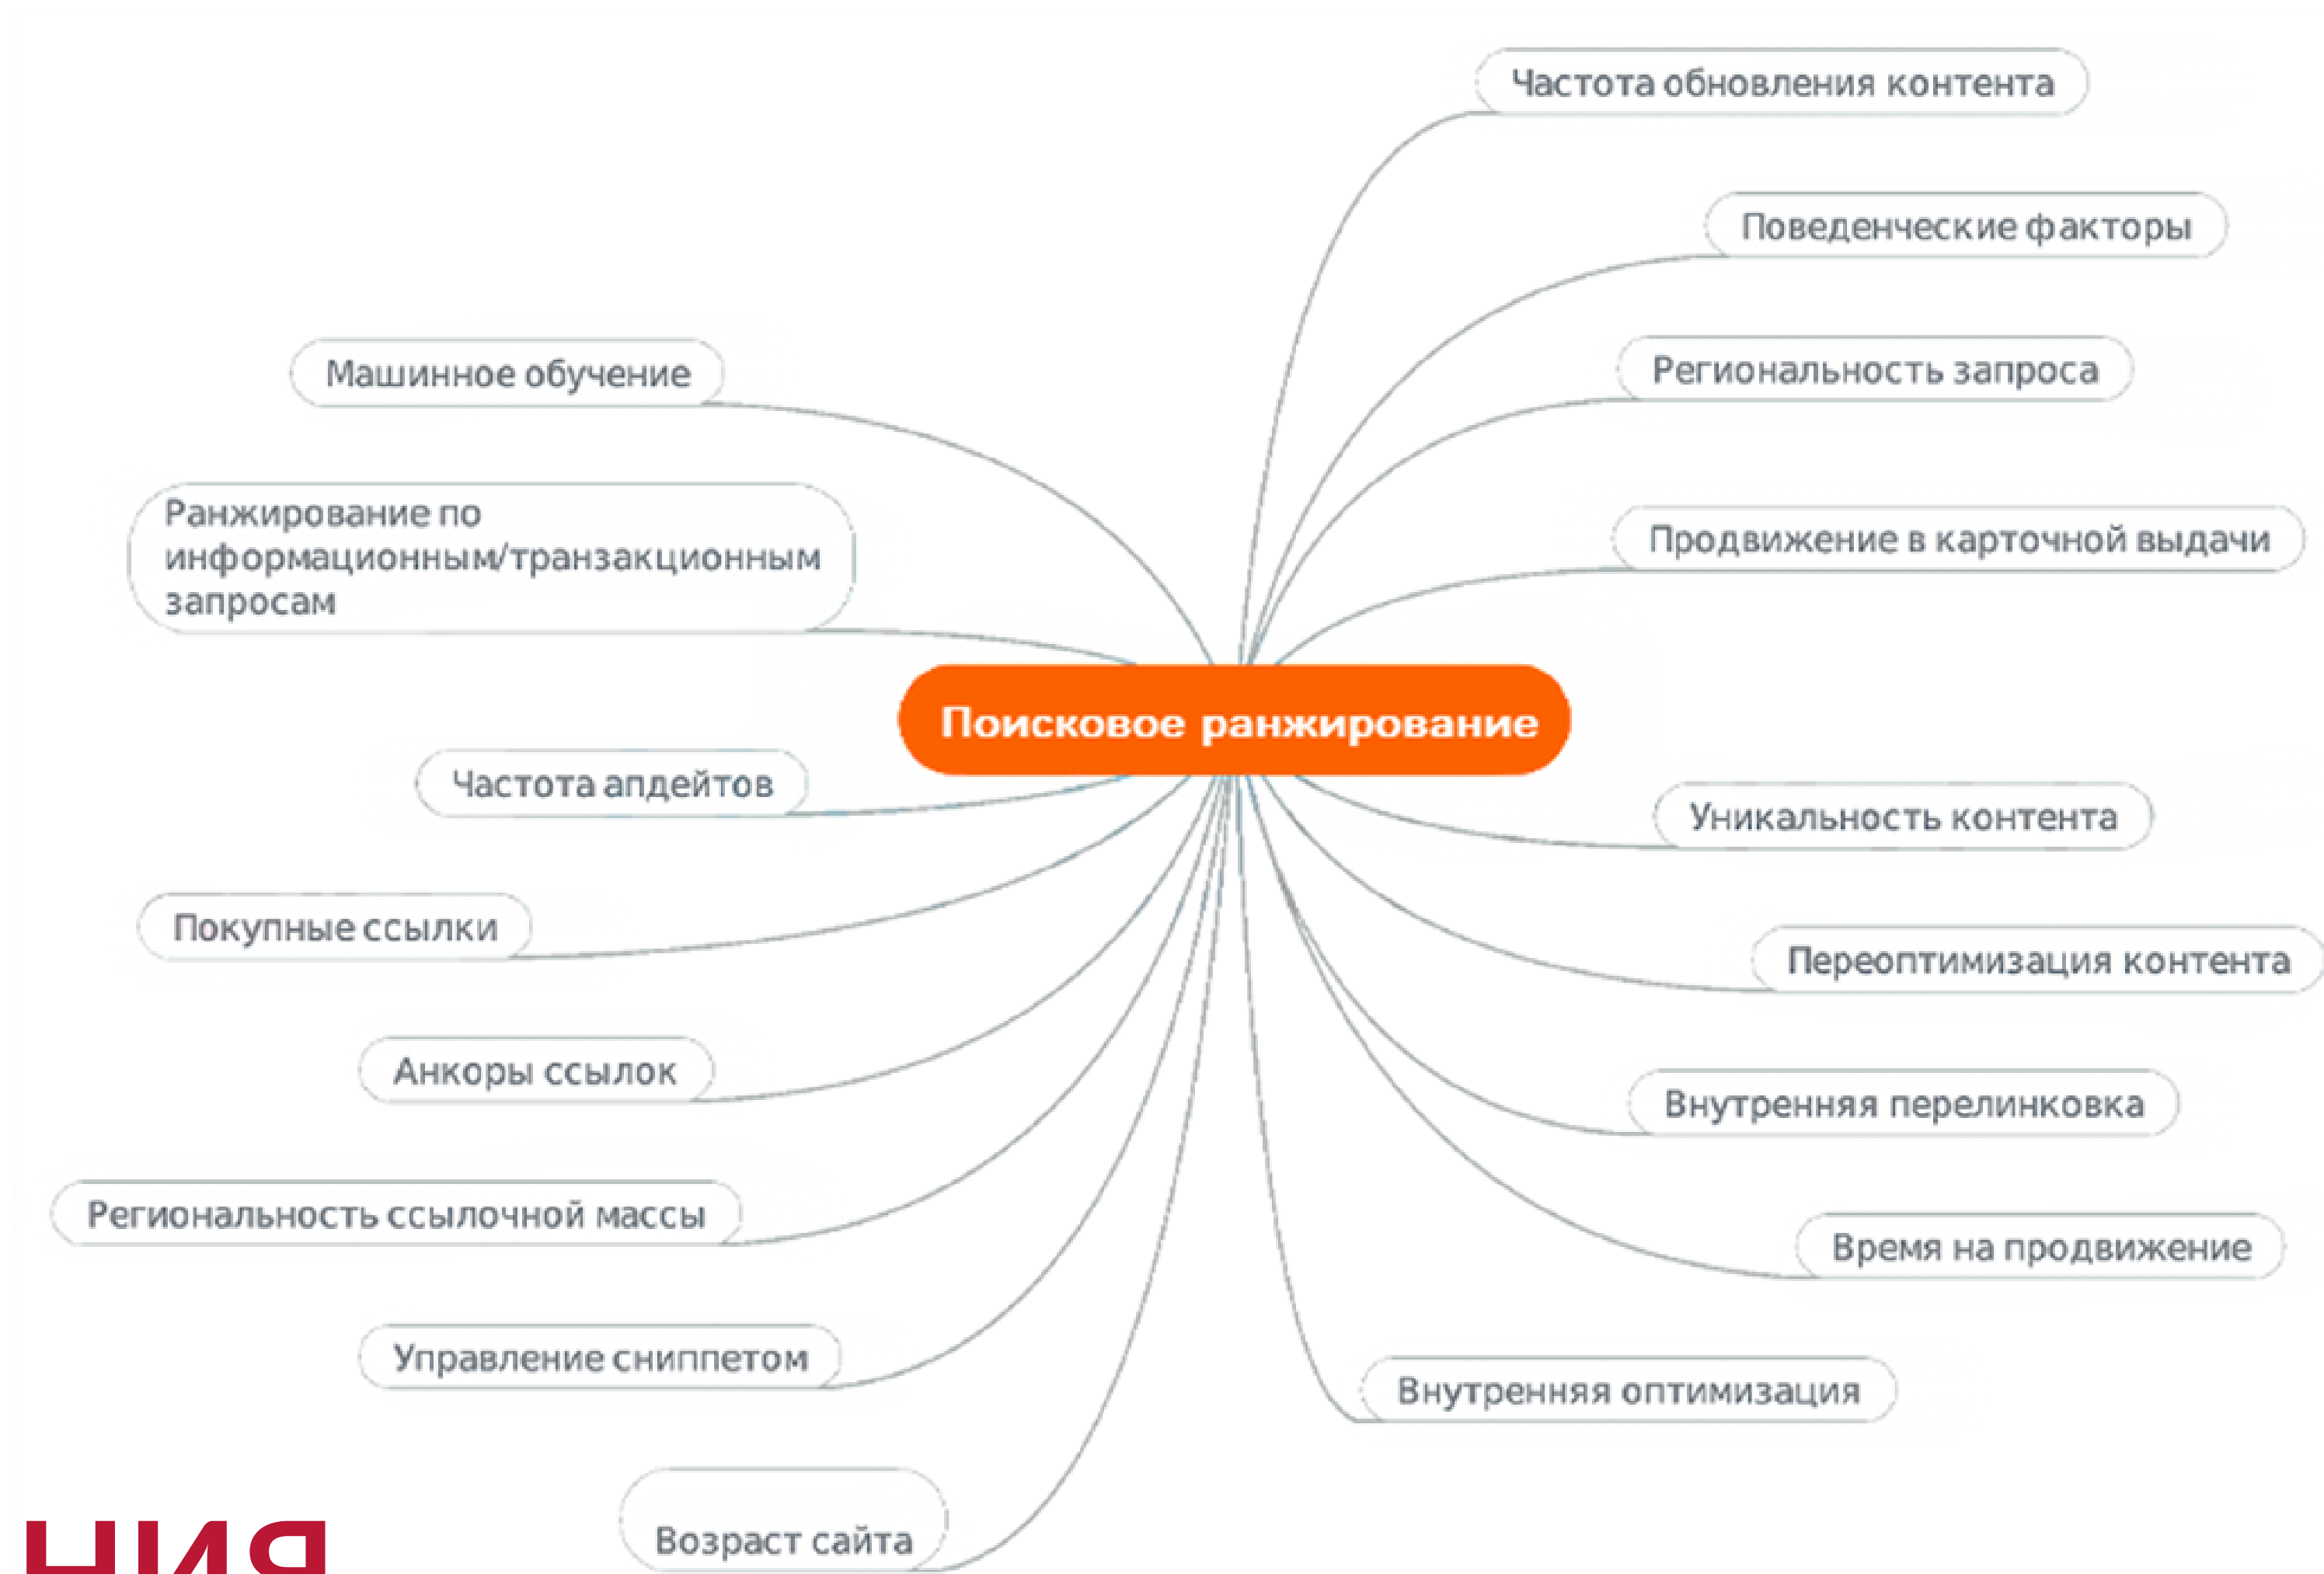 Частота обновления контента
Поведенческие факторы
Региональность запроса
Продвижение в карточной выдачи
Машинное обучение
Ранжирование по
информационным/транзакционным
запросам
Поисковое ранжирование
Частота апдейтов
Покупные ссылки
Анкоры ссылок
Региональность ссылочной массы
Управление сниппетом
Возраст сайта
Уникальность контента
Переоптимизация контента
Внутренняя перелинковка
Время на продвижение
Внутренняя оптимизация